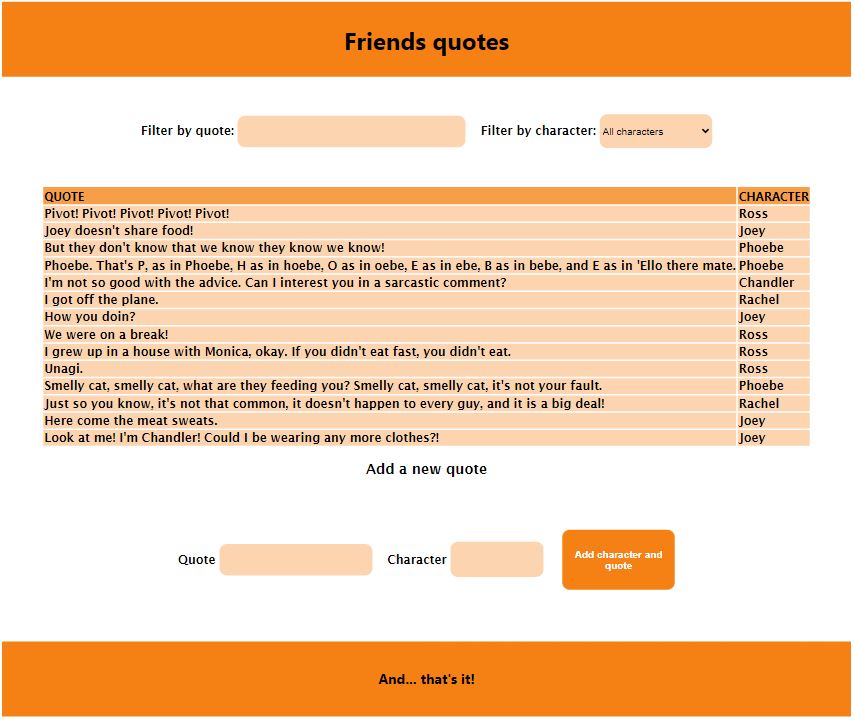 Friends quotes
Filter by quote: Filter by character: All characters
QUOTE CHARACTER
Pivot! Pivot! Pivot! Pivot! Pivot! Ross
Joey doesn't share food! Joey
But they don't know that we know they know we know! Phoebe
Phoebe. That's P, as in Phoebe, H as in hoebe, O as in oebe, E as in ebe, B as in bebe, and E as in 'Ello there mate. Phoebe
I'm not so good with the advice. Can I interest you in a sarcastic comment? Chandler
I got off the plane. Rachel
How you doin? Joey
We were on a break! Ross
I grew up in a house with Monica, okay. If you didn't eat fast, you didn't eat. Ross
Unagi. Ross
Smelly cat, smelly cat, what are they feeding you? Smelly cat, smelly cat, it's not your fault. Phoebe
Just so you know, it's not that common, it doesn't happen to every guy, and it is a big deal! Rachel
Here come the meat sweats. Joey
Look at me! I'm Chandler! Could I be wearing any more clothes?! Joey
Add a new quote
Quote Character Add character and
quote
And... that's it!